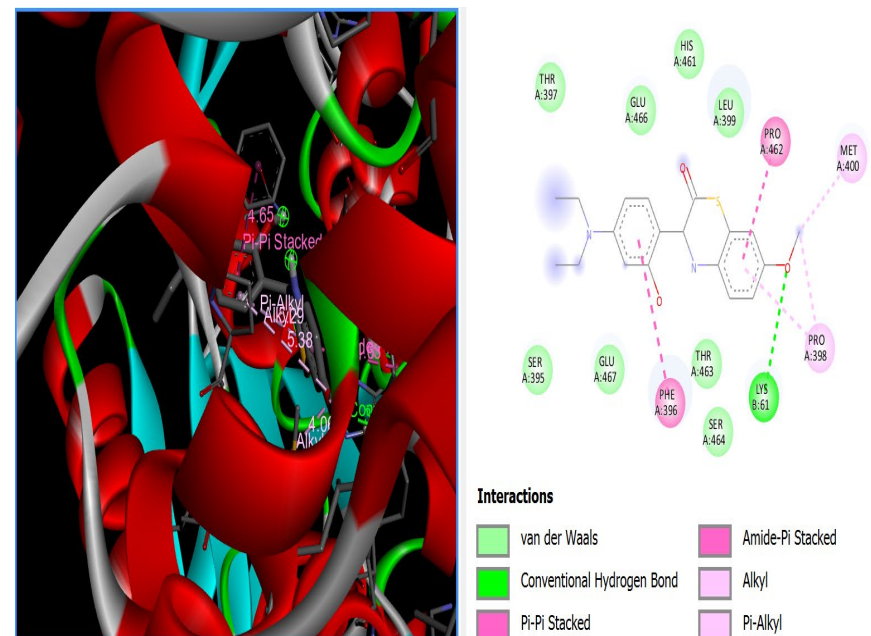 4.65
Pi-Pi Stacked
Pi-Alkyl
5.38
4.06
Alkyl
THR
A:397
HIS
A:461
GLU
A:466
LEU
A:399
PRO
A:462
MET
A:400
O
S
N
N
O
O
SER
A:395
GLU
A:467
PHE
A:396
THR
A:463
SER
A:464
LYS
B:61
PRO
A:398
Interactions
van der Waals
Conventional Hydrogen Bond
Pi-Pi Stacked
Amide-Pi Stacked
Alkyl
Pi-Alkyl